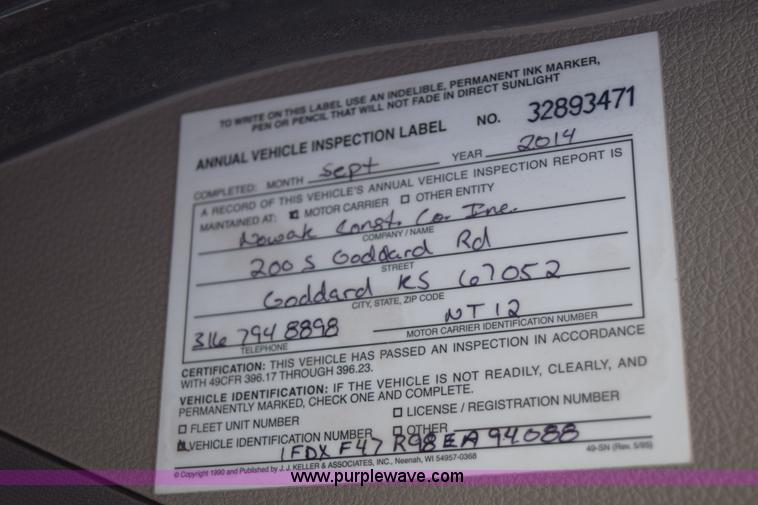 TO WRITE ON THIS LABEL USE AN INDELIBLE, PERMANENT INK MARKER,
PEN OR PENCIL THAT WILL NOT FADE IN DIRECT SUNLIGHT
ANNUAL VEHICLE INSPECTION LABEL NO. 32893471
COMPLETED: MONTH Sept YEAR 2014
A RECORD OF THIS VEHICLE'S ANNUAL VEHICLE INSPECTION REPORT IS
MAINTAINED AT: MOTOR CARRIER OTHER ENTITY
Nowak Const. Co. Inc.
COMPANY / NAME
200 S Goddard Rd
STREET
Goddard KS 67052
CITY, STATE, ZIP CODE
316 794 8898 NT12
TELEPHONE MOTOR CARRIER IDENTIFICATION NUMBER
CERTIFICATION: THIS VEHICLE HAS PASSED AN INSPECTION IN ACCORDANCE
WITH 49CFR 396.17 THROUGH 396.23.
VEHICLE IDENTIFICATION: IF THE VEHICLE IS NOT READILY, CLEARLY, AND
PERMANENTLY MARKED, CHECK ONE AND COMPLETE.
FLEET UNIT NUMBER LICENSE / REGISTRATION NUMBER
VEHICLE IDENTIFICATION NUMBER OTHER
1FDXF47R98EA94088
© Copyright 1990 and Published by J. J. KELLER & ASSOCIATES, INC., Neenah, WI 54957-0368 49-SN (Rev. 5/95)
www.purplewave.com